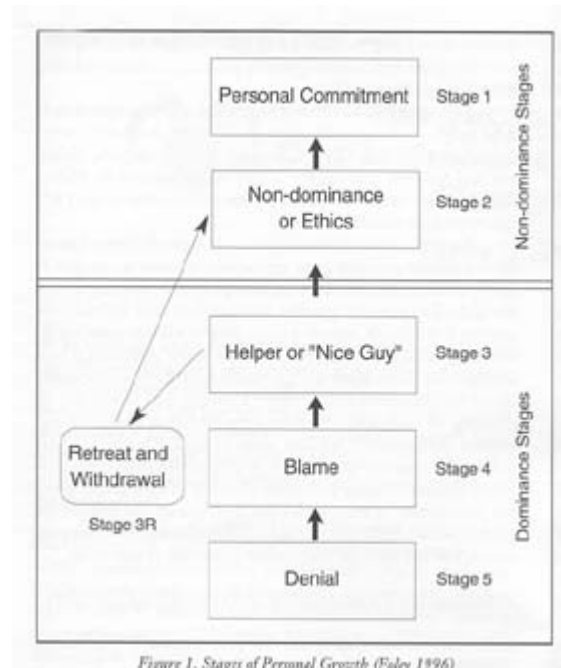 Personal Commitment
Stage 1
Non-dominance
or Ethics
Stage 2
Non-dominance Stages
Helper or "Nice Guy"
Stage 3
Retreat and
Withdrawal
Stage 3R
Blame
Stage 4
Denial
Stage 5
Dominance Stages
Figure 1. Stages of Personal Growth (Foley 1996)